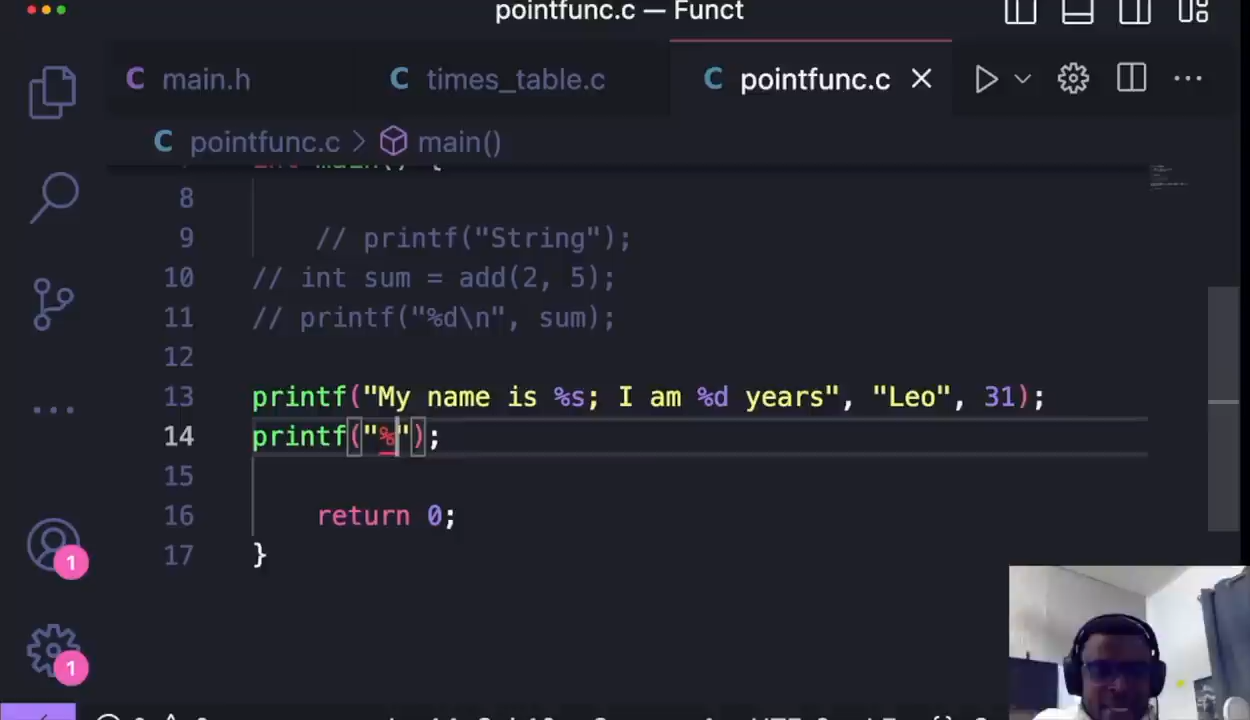 pointfunc.c — Funct
main.h
times_table.c
pointfunc.c
pointfunc.c > main()
8
9 // printf("String");
10 // int sum = add(2, 5);
11 // printf("%d\n", sum);
12
13 printf("My name is %s; I am %d years", "Leo", 31);
14 printf("%");
15
16 return 0;
17 }
1
1